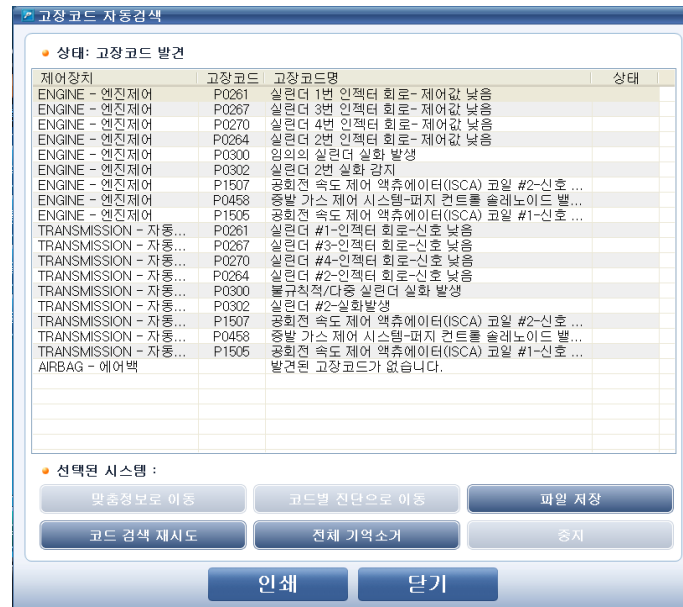 고장코드 자동검색
상태: 고장코드 발견
제어장치 고장코드 고장코드명 상태
ENGINE - 엔진제어 P0261 실린더 1번 인젝터 회로- 제어값 낮음
ENGINE - 엔진제어 P0267 실린더 3번 인젝터 회로- 제어값 낮음
ENGINE - 엔진제어 P0270 실린더 4번 인젝터 회로- 제어값 낮음
ENGINE - 엔진제어 P0264 실린더 2번 인젝터 회로- 제어값 낮음
ENGINE - 엔진제어 P0300 임의의 실린더 실화 발생
ENGINE - 엔진제어 P0302 실린더 2번 실화 감지
ENGINE - 엔진제어 P1507 공회전 속도 제어 액츄에이터(ISCA) 코일 #2-신호 ...
ENGINE - 엔진제어 P0458 증발 가스 제어 시스템-퍼지 컨트롤 솔레노이드 밸...
ENGINE - 엔진제어 P1505 공회전 속도 제어 액츄에이터(ISCA) 코일 #1-신호 ...
TRANSMISSION - 자동... P0261 실린더 #1-인젝터 회로-신호 낮음
TRANSMISSION - 자동... P0267 실린더 #3-인젝터 회로-신호 낮음
TRANSMISSION - 자동... P0270 실린더 #4-인젝터 회로-신호 낮음
TRANSMISSION - 자동... P0264 실린더 #2-인젝터 회로-신호 낮음
TRANSMISSION - 자동... P0300 불규칙적/다중 실린더 실화 발생
TRANSMISSION - 자동... P0302 실린더 #2-실화발생
TRANSMISSION - 자동... P1507 공회전 속도 제어 액츄에이터(ISCA) 코일 #2-신호 ...
TRANSMISSION - 자동... P0458 증발 가스 제어 시스템-퍼지 컨트롤 솔레노이드 밸...
TRANSMISSION - 자동... P1505 공회전 속도 제어 액츄에이터(ISCA) 코일 #1-신호 ...
AIRBAG - 에어백 발견된 고장코드가 없습니다.
선택된 시스템 :
맞춤정보로 이동 코드별 진단으로 이동 파일 저장
코드 검색 재시도 전체 기억소거 중지
인쇄 닫기